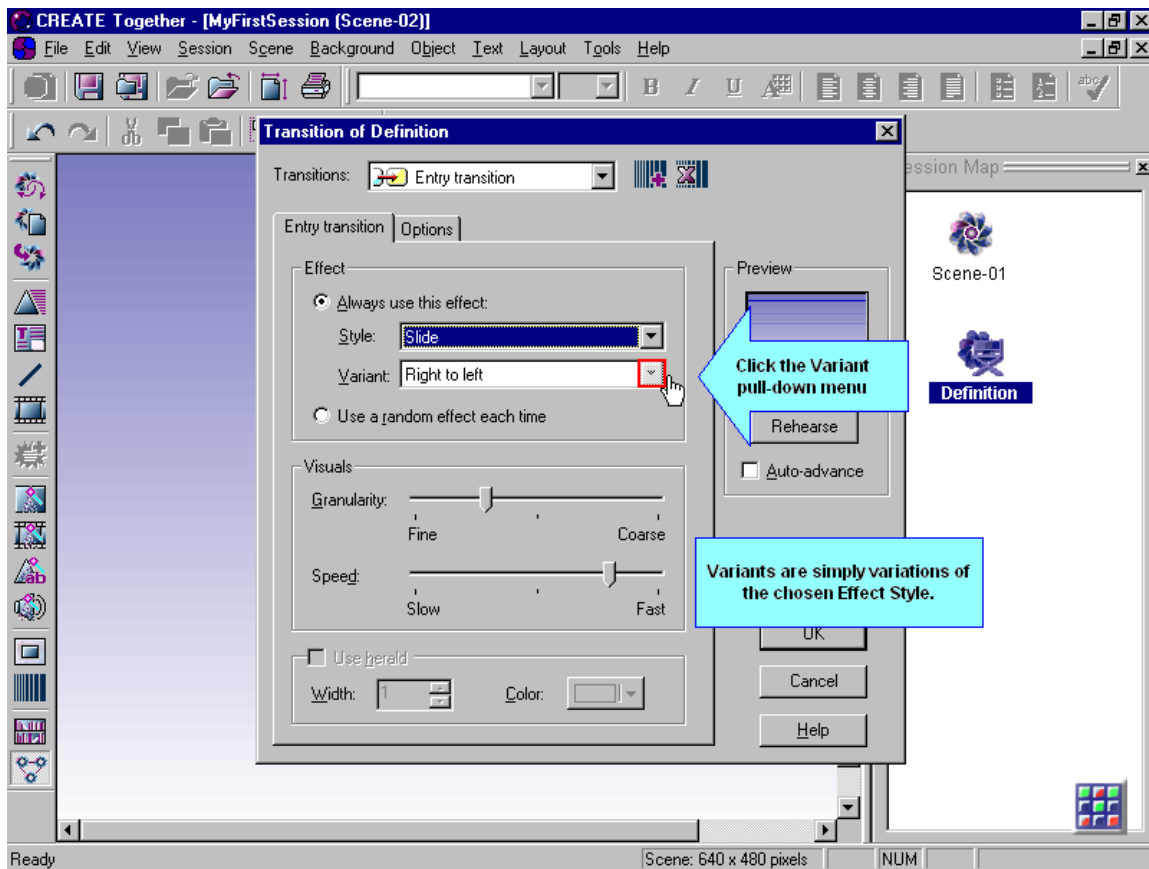 CREATE Together - [MyFirstSession (Scene-02)]
File Edit View Session Scene Background Object Text Layout Tools Help
B I U A abc
Transition of Definition
Transitions: Entry transition
Entry transition Options
Effect
Always use this effect:
Style: Slide
Variant: Right to left
Use a random effect each time
Visuals
Granularity:
Fine Coarse
Speed:
Slow Fast
Use herald
Width: 1 Color:
Preview
Rehearse
Auto-advance
Click the Variant
pull-down menu
Variants are simply variations of
the chosen Effect Style.
OK
Cancel
Help
ession Map
Scene-01
Definition
ab
Ready Scene: 640 x 480 pixels NUM